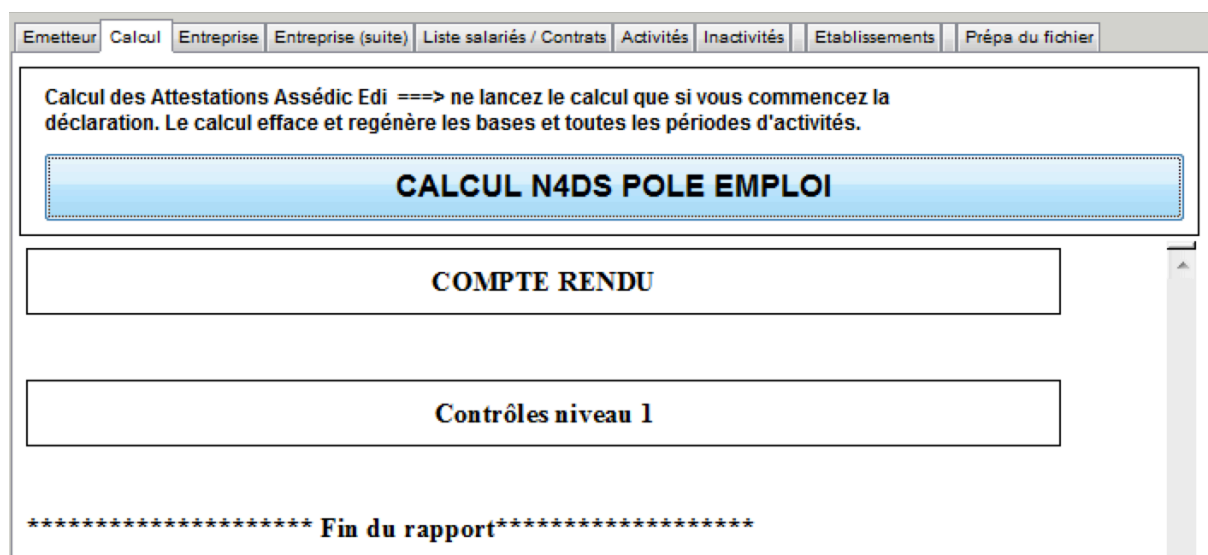 Emetteur Calcul Entreprise Entreprise (suite) Liste salariés / Contrats Activités Inactivités Etablissements Prépa du fichier
Calcul des Attestations Assédic Edi ===> ne lancez le calcul que si vous commencez la
déclaration. Le calcul efface et regénère les bases et toutes les périodes d'activités.
CALCUL N4DS POLE EMPLOI
COMPTE RENDU
Contrôles niveau 1
********************* Fin du rapport*******************